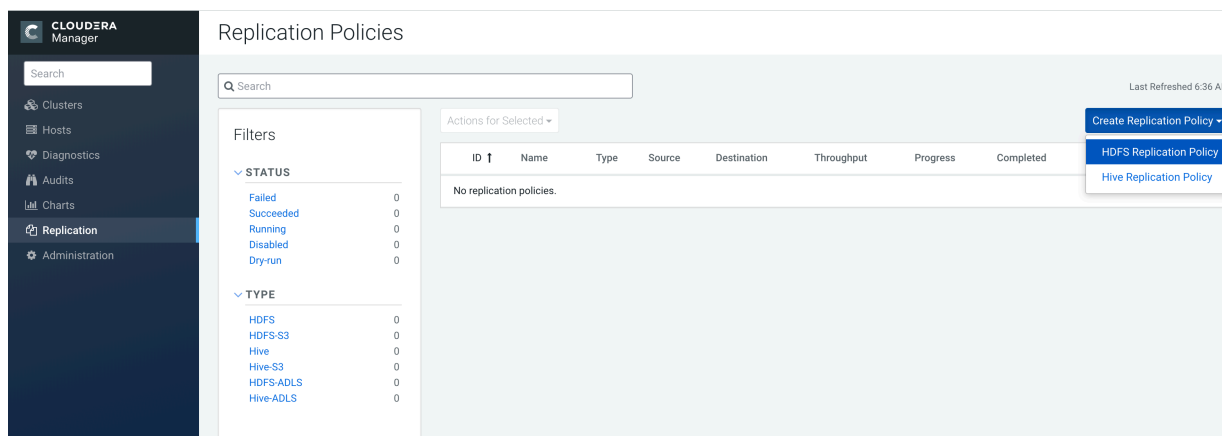 CLOUDERA
Manager
Search
Clusters
Hosts
Diagnostics
Audits
Charts
Replication
Administration
Replication Policies
Search
Last Refreshed 6:36 A
Filters
STATUS
Failed 0
Succeeded 0
Running 0
Disabled 0
Dry-run 0
TYPE
HDFS 0
HDFS-S3 0
Hive 0
Hive-S3 0
HDFS-ADLS 0
Hive-ADLS 0
Actions for Selected
Create Replication Policy
HDFS Replication Policy
Hive Replication Policy
ID Name Type Source Destination Throughput Progress Completed
No replication policies.